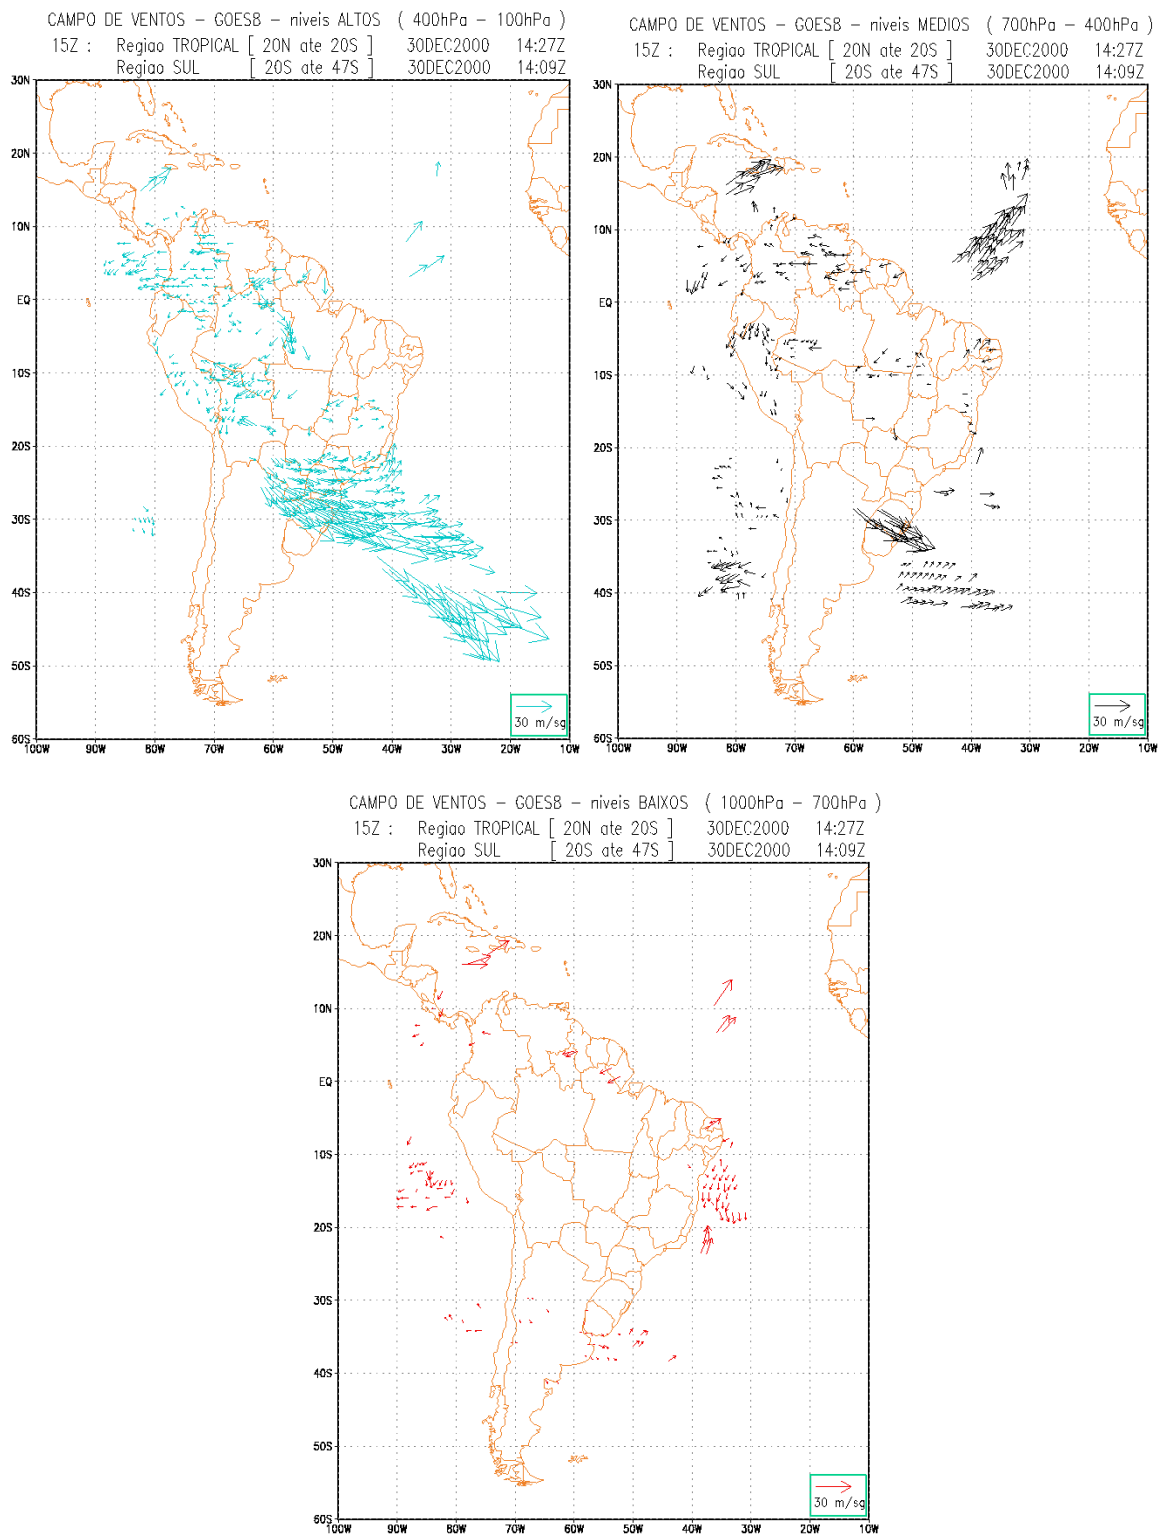 CAMPO DE VENTOS – GOES8 – niveis ALTOS ( 400hPa – 100hPa )
15Z : Regiao TROPICAL [ 20N ate 20S ] 30DEC2000 14:27Z
Regiao SUL [ 20S ate 47S ] 30DEC2000 14:09Z
30N
20N
10N
EQ
10S
20S
30S
40S
50S
60S
100W 90W 80W 70W 60W 50W 40W 30W 20W 10W
30 m/sg
CAMPO DE VENTOS – GOES8 – niveis MEDIOS ( 700hPa – 400hPa )
15Z : Regiao TROPICAL [ 20N ate 20S ] 30DEC2000 14:27Z
Regiao SUL [ 20S ate 47S ] 30DEC2000 14:09Z
30N
20N
10N
EQ
10S
20S
30S
40S
50S
60S
100W 90W 80W 70W 60W 50W 40W 30W 20W 10W
30 m/sg
CAMPO DE VENTOS – GOES8 – niveis BAIXOS ( 1000hPa – 700hPa )
15Z : Regiao TROPICAL [ 20N ate 20S ] 30DEC2000 14:27Z
Regiao SUL [ 20S ate 47S ] 30DEC2000 14:09Z
30N
20N
10N
EQ
10S
20S
30S
40S
50S
60S
100W 90W 80W 70W 60W 50W 40W 30W 20W 10W
30 m/sg